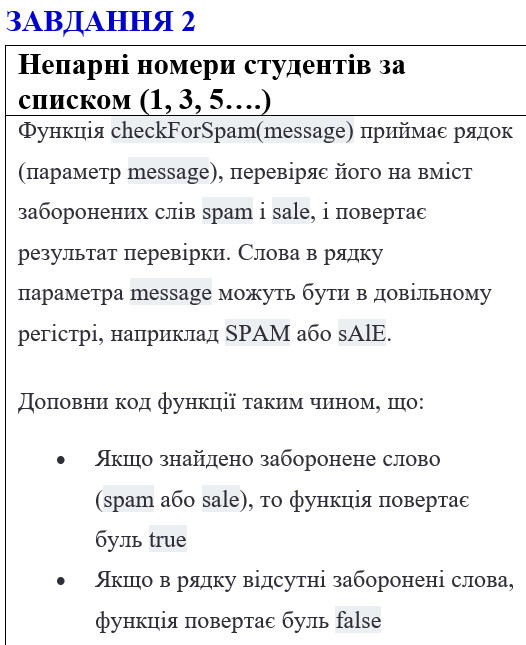 ЗАВДАННЯ 2
Непарні номери студентів за
списком (1, 3, 5….)
Функція checkForSpam(message) приймає рядок
(параметр message), перевіряє його на вміст
заборонених слів spam і sale, і повертає
результат перевірки. Слова в рядку
параметра message можуть бути в довільному
регістрі, наприклад SPAM або sAlE.
Доповни код функції таким чином, що:
• Якщо знайдено заборонене слово
(spam або sale), то функція повертає
буль true
• Якщо в рядку відсутні заборонені слова,
функція повертає буль false